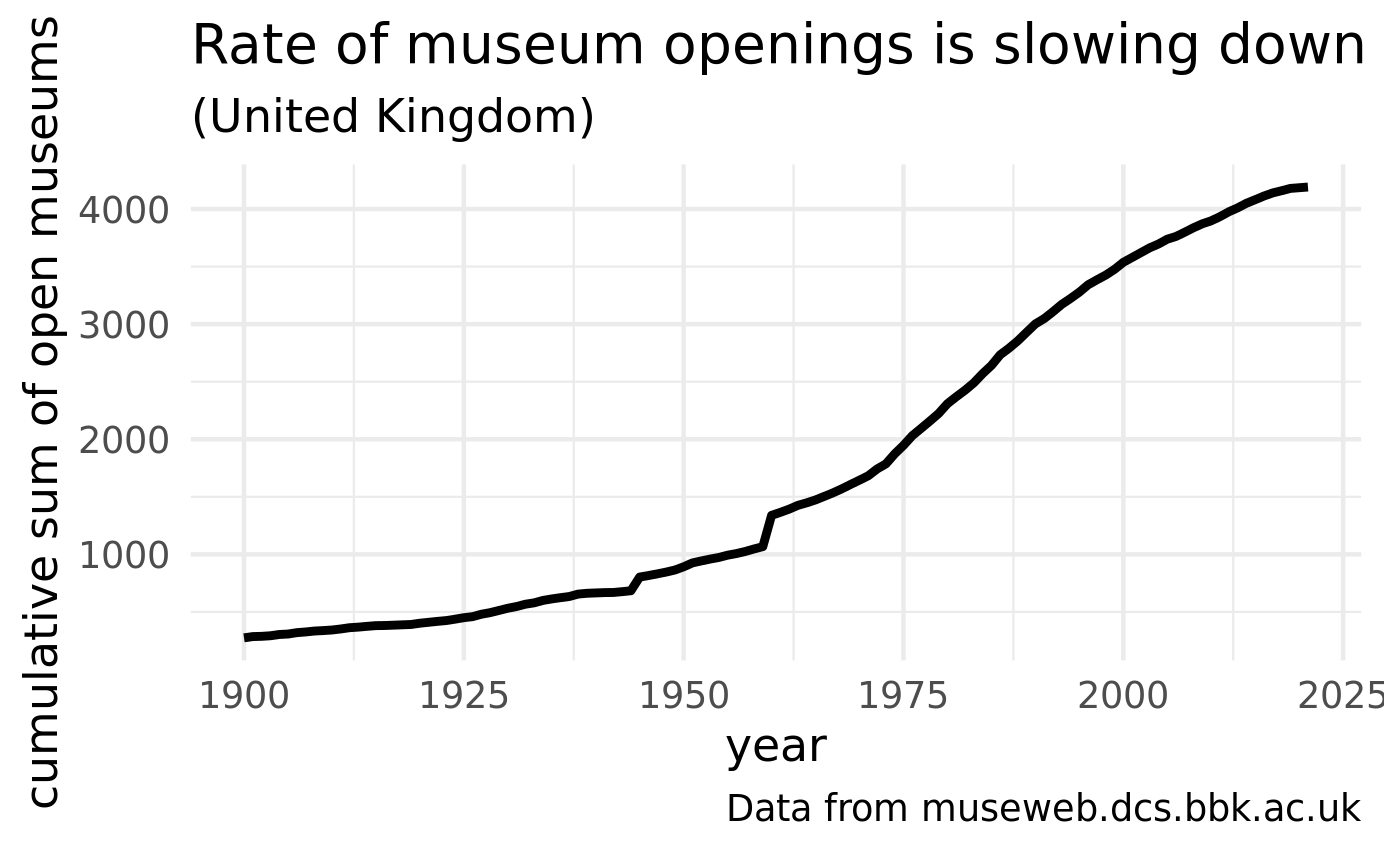 Rate of museum openings is slowing down
(United Kingdom)
cumulative sum of open museums
4000
3000
2000
1000
1900 1925 1950 1975 2000 2025
year
Data from museweb.dcs.bbk.ac.uk